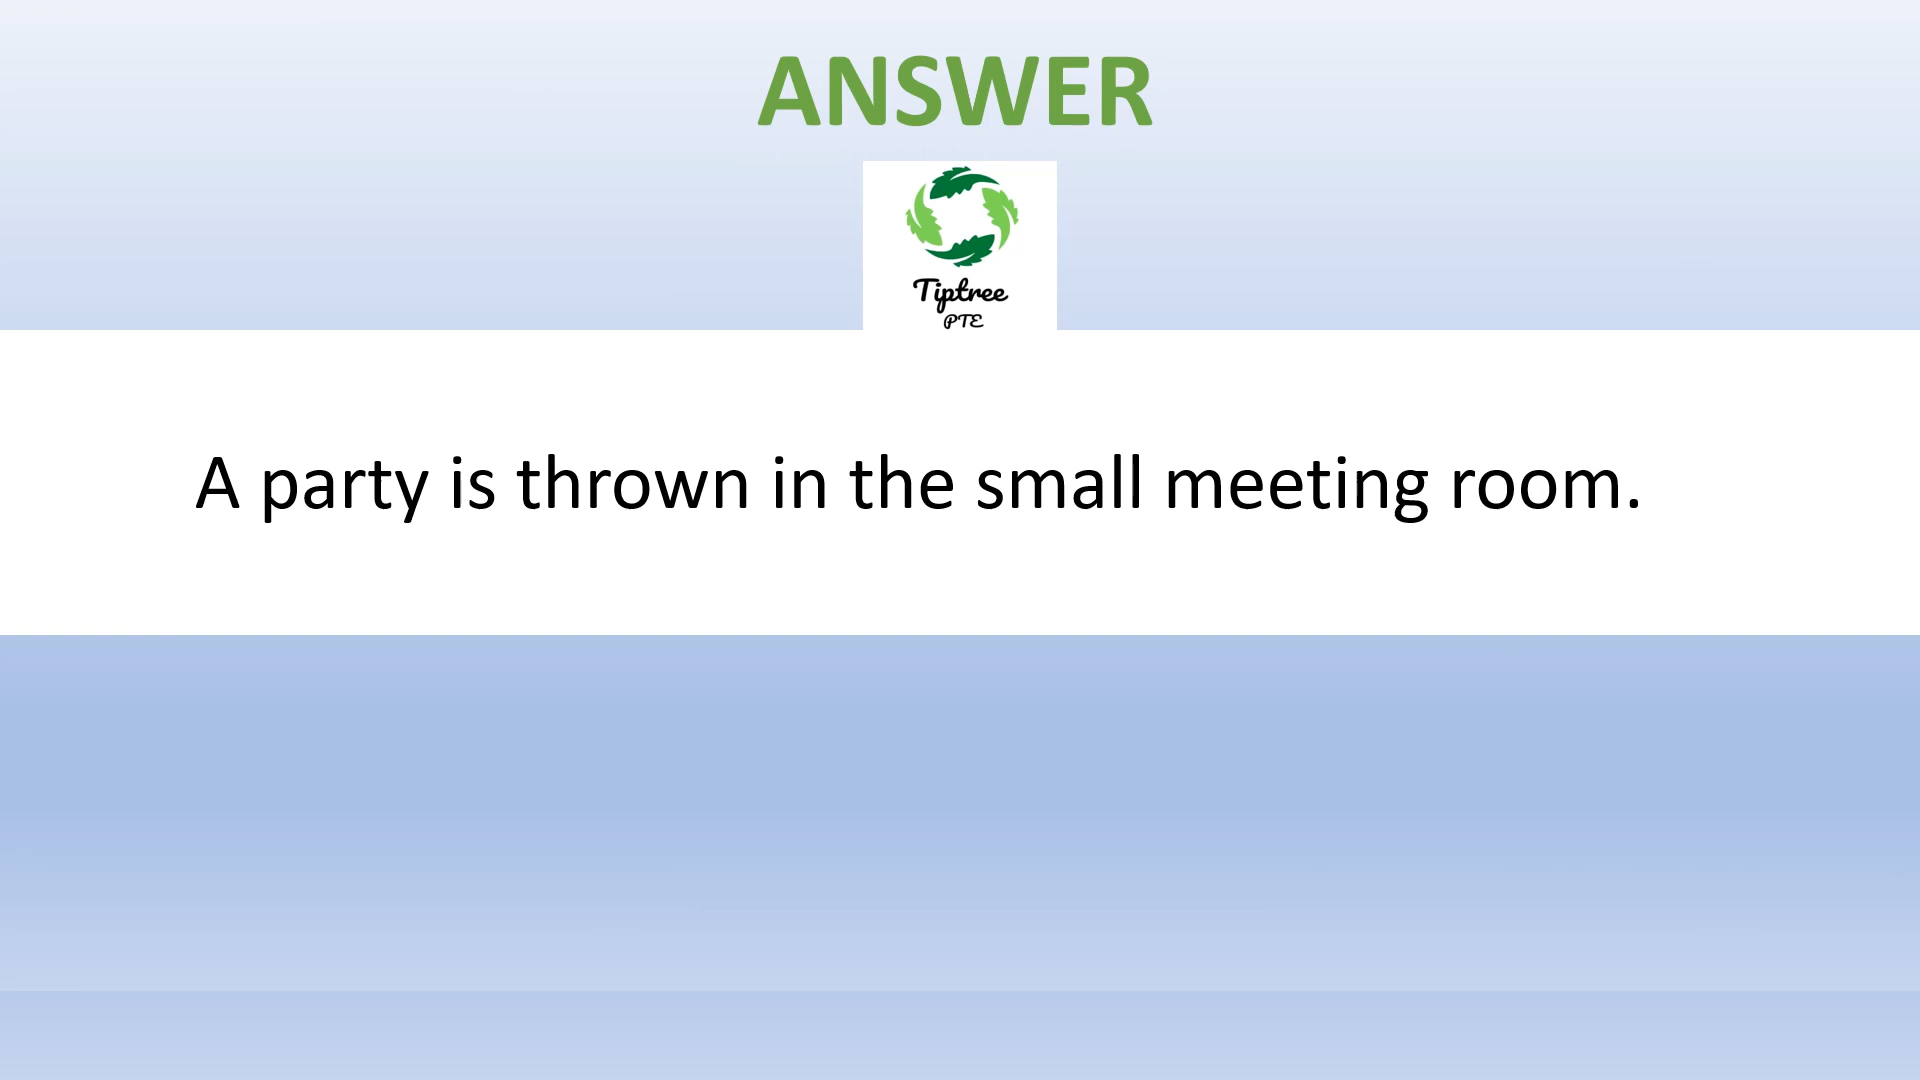 ANSWER
Tiptree
PTE
A party is thrown in the small meeting room.